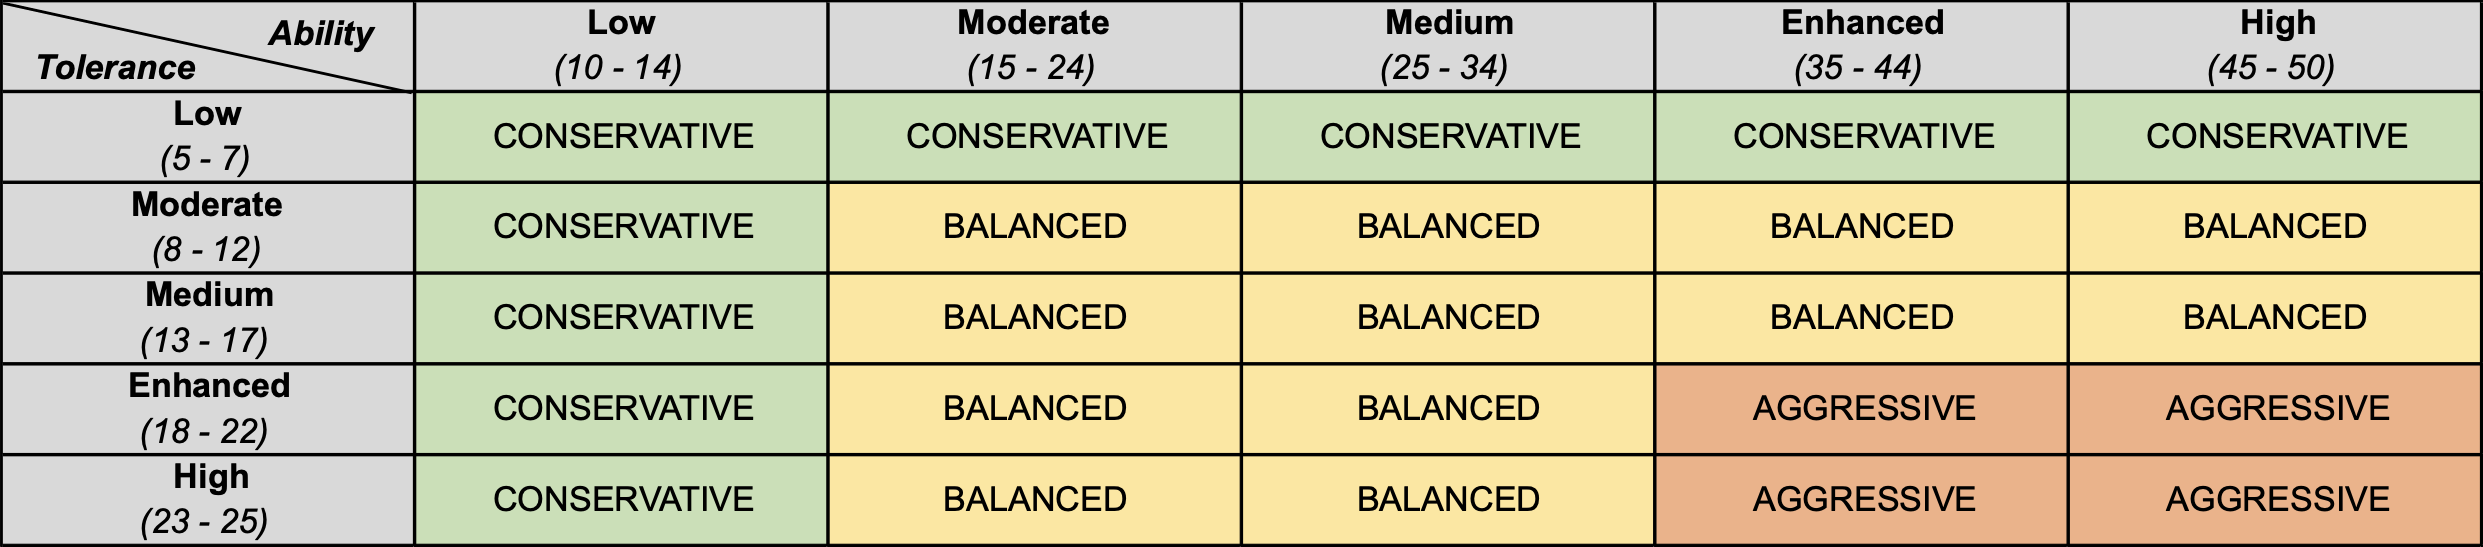 Ability
Tolerance
Low
(10 - 14)
Moderate
(15 - 24)
Medium
(25 - 34)
Enhanced
(35 - 44)
High
(45 - 50)
Low
(5 - 7)
CONSERVATIVE
CONSERVATIVE
CONSERVATIVE
CONSERVATIVE
CONSERVATIVE
Moderate
(8 - 12)
CONSERVATIVE
BALANCED
BALANCED
BALANCED
BALANCED
Medium
(13 - 17)
CONSERVATIVE
BALANCED
BALANCED
BALANCED
BALANCED
Enhanced
(18 - 22)
CONSERVATIVE
BALANCED
BALANCED
AGGRESSIVE
AGGRESSIVE
High
(23 - 25)
CONSERVATIVE
BALANCED
BALANCED
AGGRESSIVE
AGGRESSIVE